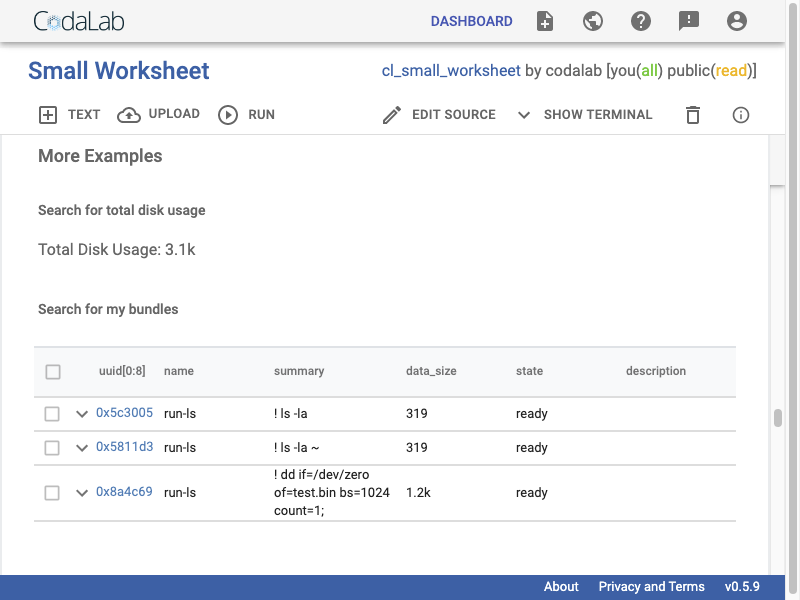 CodaLab
DASHBOARD
Small Worksheet
cl_small_worksheet by codalab [you(all) public(read)]
TEXT UPLOAD RUN EDIT SOURCE SHOW TERMINAL
More Examples
Search for total disk usage
Total Disk Usage: 3.1k
Search for my bundles
uuid[0:8] name summary data_size state description
0x5c3005 run-ls ! ls -la 319 ready
0x5811d3 run-ls ! ls -la ~ 319 ready
0x8a4c69 run-ls ! dd if=/dev/zero
of=test.bin bs=1024
count=1; 1.2k ready
About Privacy and Terms v0.5.9